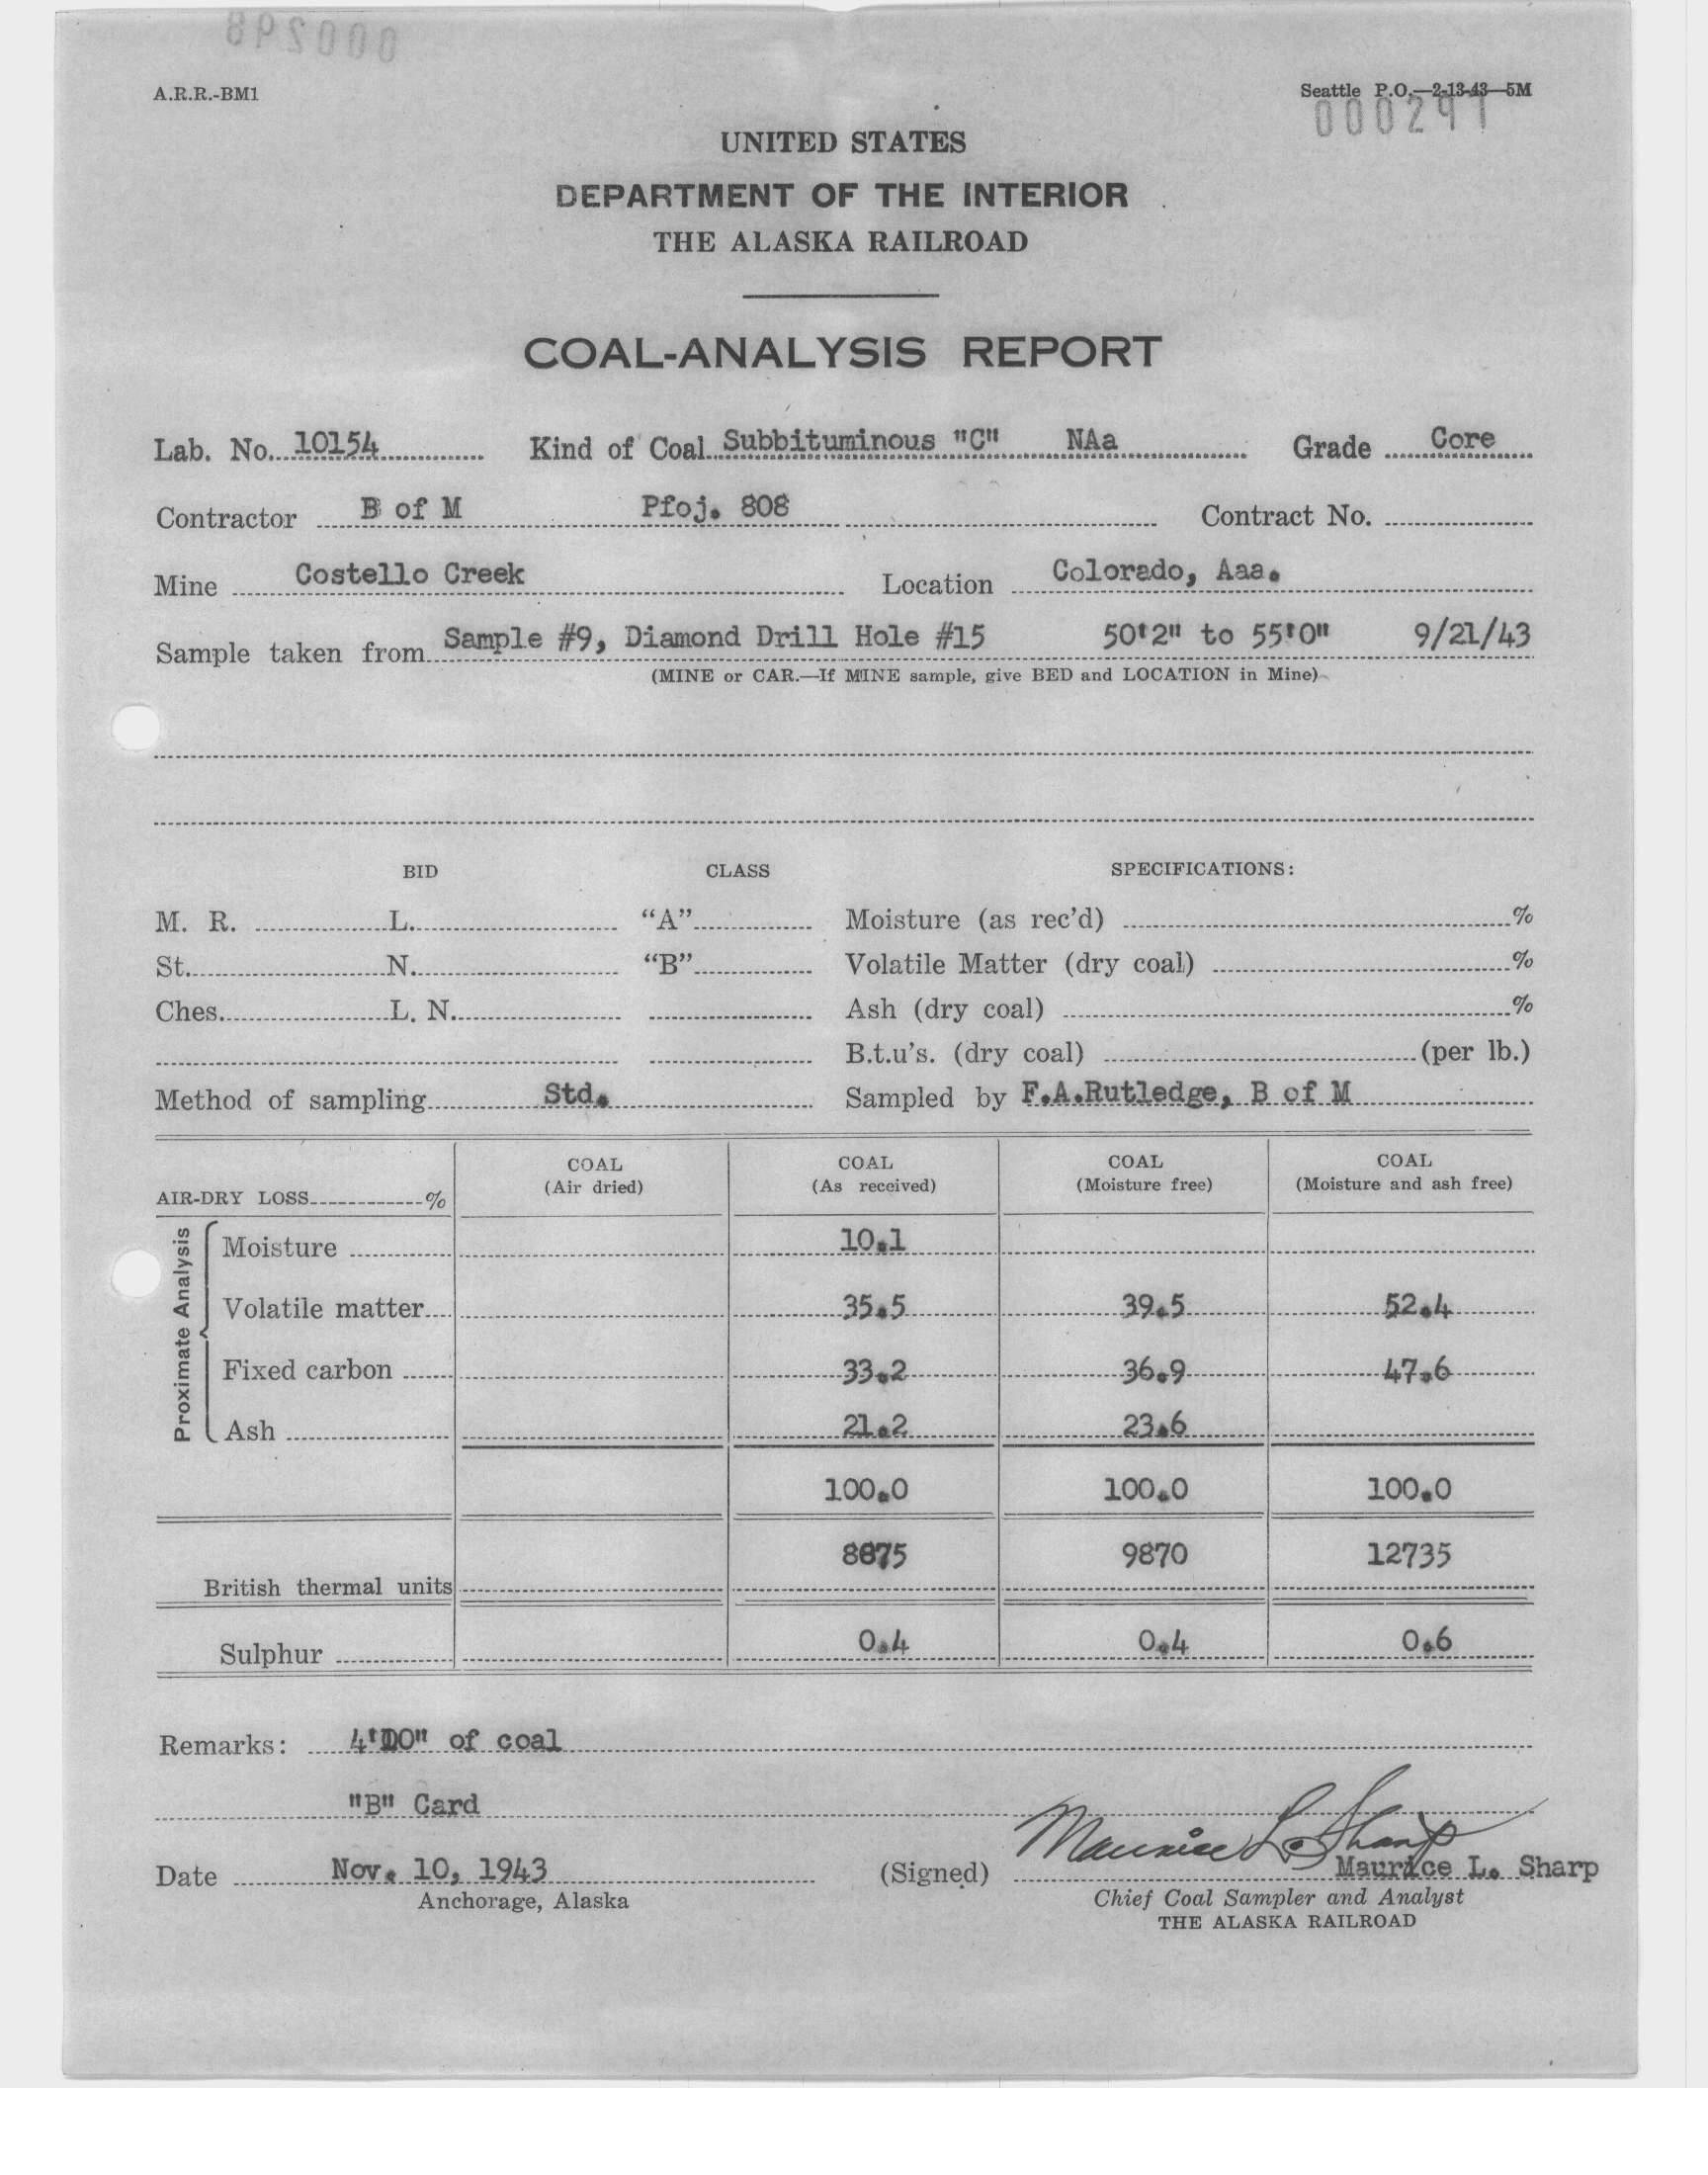 000298
A.R.R.-BM1
Seattle P.O.—2-13-43—5M
000291
UNITED STATES
DEPARTMENT OF THE INTERIOR
THE ALASKA RAILROAD
COAL-ANALYSIS REPORT
Lab. No. 10154 Kind of Coal Subbituminous "C" NAa Grade Core
Contractor B of M Pfoj. 808 Contract No.
Mine Costello Creek Location Colorado, Aaa.
Sample taken from Sample #9, Diamond Drill Hole #15 50'2" to 55'0" 9/21/43
(MINE or CAR.—If MINE sample, give BED and LOCATION in Mine)
BID CLASS SPECIFICATIONS:
M. R. L. "A" Moisture (as rec'd) %
St. N. "B" Volatile Matter (dry coal) %
Ches. L. N. Ash (dry coal) %
B.t.u's. (dry coal) (per lb.)
Method of sampling Std. Sampled by F.A.Rutledge, B of M
AIR-DRY LOSS % COAL (Air dried) COAL (As received) COAL (Moisture free) COAL (Moisture and ash free)
Proximate Analysis
Moisture 10.1
Volatile matter 35.5 39.5 52.4
Fixed carbon 33.2 36.9 47.6
Ash 21.2 23.6
100.0 100.0 100.0
British thermal units 8875 9870 12735
Sulphur 0.4 0.4 0.6
Remarks: of coal
"B" Card
Date Nov. 10, 1943 (Signed) Maurice L. Sharp
Maurice L. Sharp
Anchorage, Alaska Chief Coal Sampler and Analyst
THE ALASKA RAILROAD